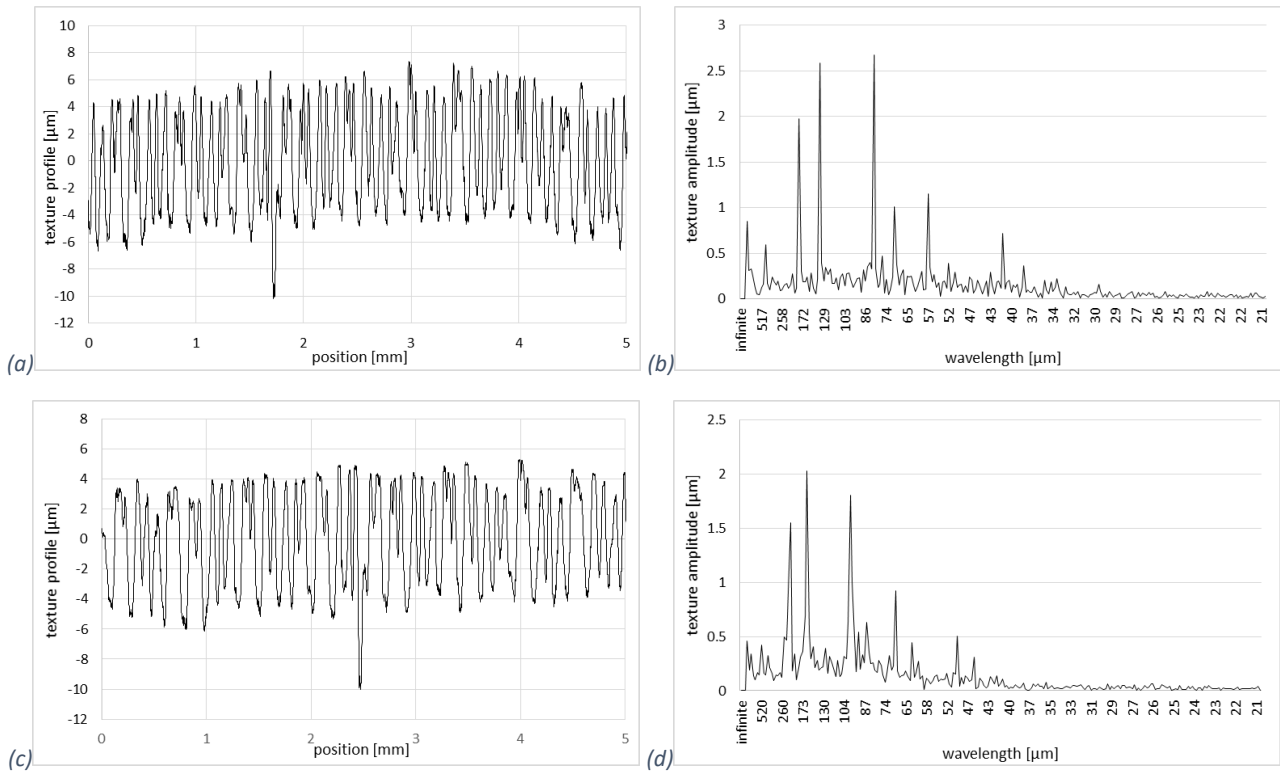 10
8
6
4
2
0
-2
-4
-6
-8
-10
-12
texture profile [µm]
0 1 2 3 4 5
position [mm]
(a)
3
2.5
2
1.5
1
0.5
0
texture amplitude [µm]
infinite 517 258 172 129 103 86 74 65 57 52 47 43 40 37 34 32 30 29 27 26 25 23 22 21
wavelength [µm]
(b)
8
6
4
2
0
-2
-4
-6
-8
-10
-12
texture profile [µm]
0 1 2 3 4 5
position [mm]
(c)
2.5
2
1.5
1
0.5
0
texture amplitude [µm]
infinite 520 260 173 130 104 87 74 65 58 52 47 43 40 37 35 33 31 29 27 26 25 24 23 22 21
wavelength [µm]
(d)